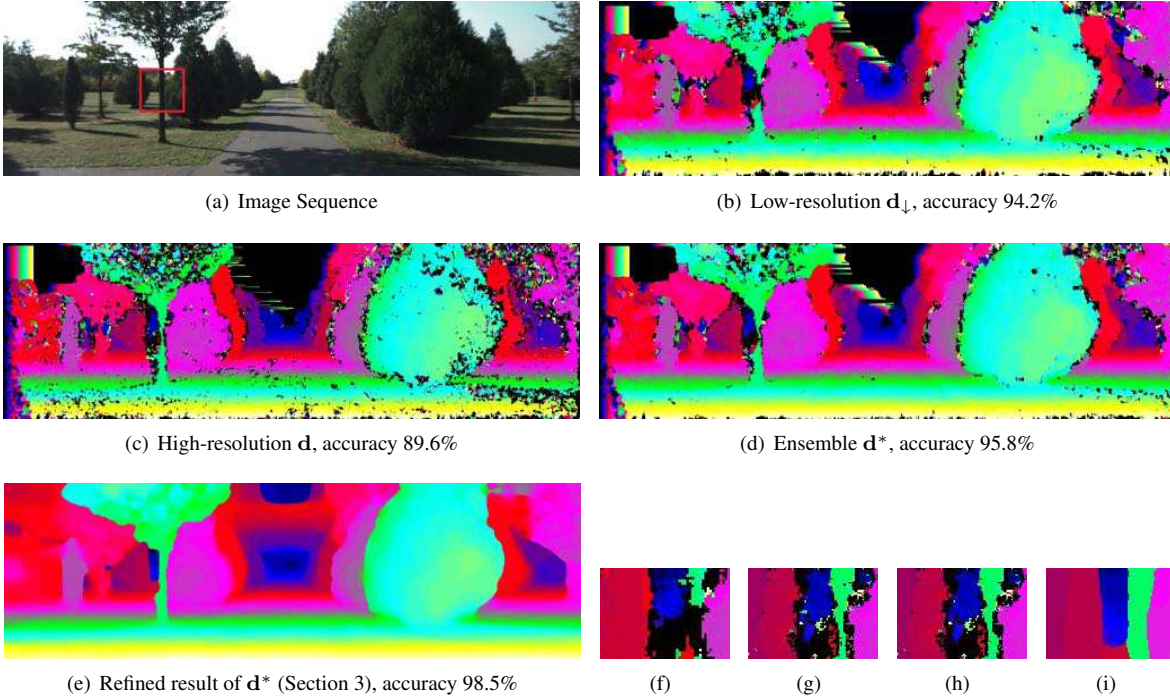 (a) Image Sequence
(b) Low-resolution d↓, accuracy 94.2%
(c) High-resolution d, accuracy 89.6%
(d) Ensemble d*, accuracy 95.8%
(e) Refined result of d* (Section 3), accuracy 98.5%
(f)
(g)
(h)
(i)